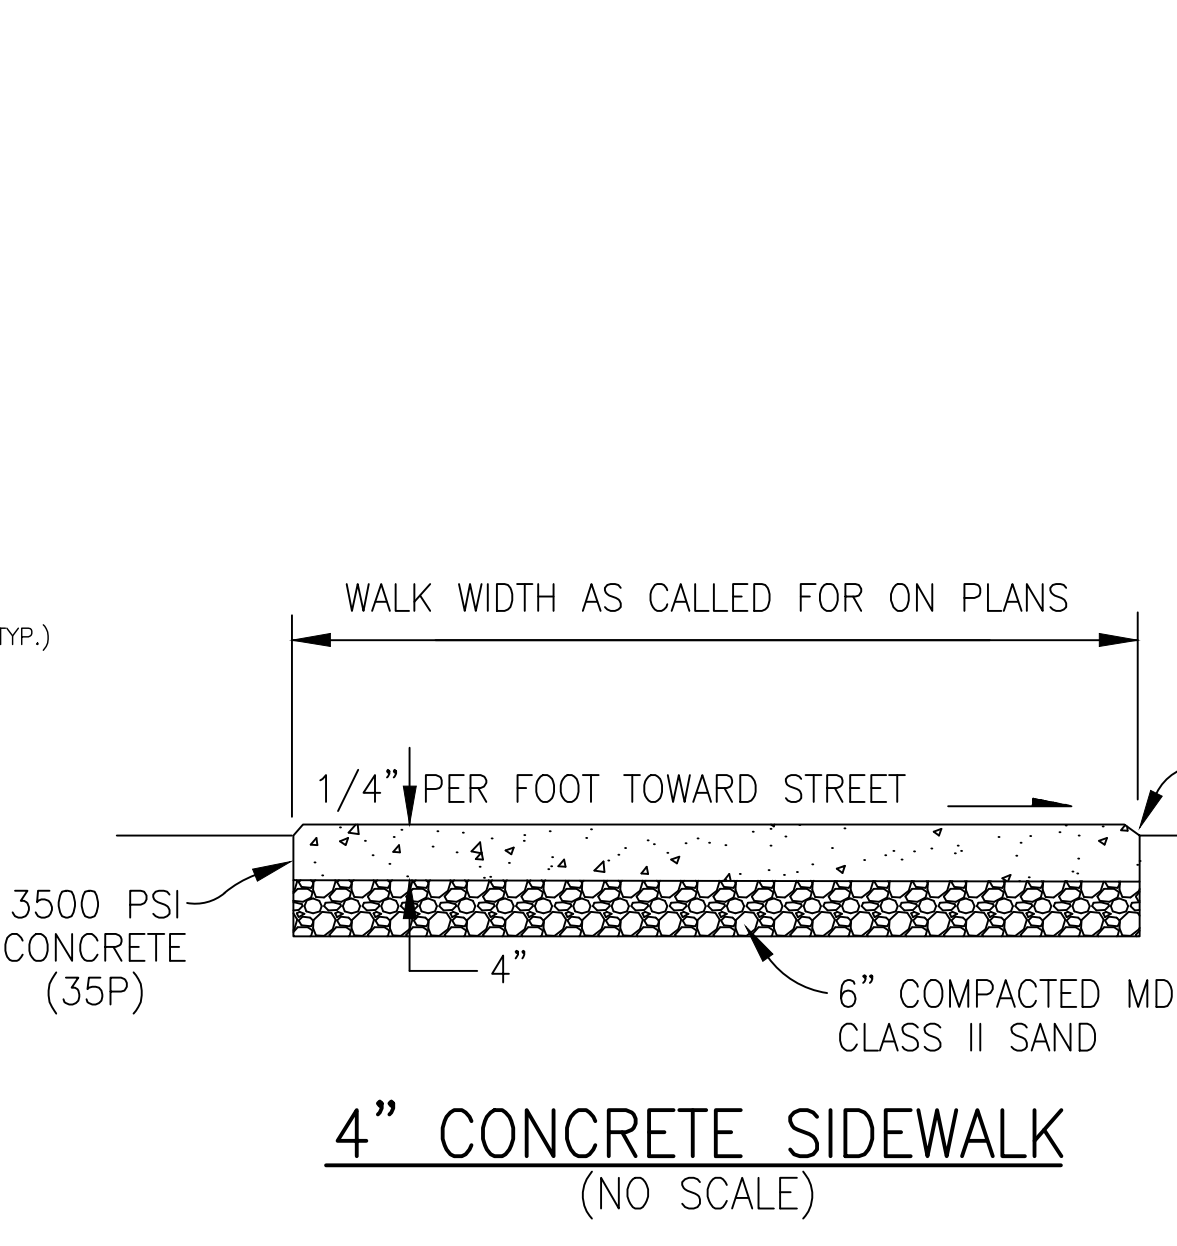 WALK WIDTH AS CALLED FOR ON PLANS
TYP.)
1/4” PER FOOT TOWARD STREET
3500 PSI
CONCRETE
(35P)
4”
6” COMPACTED MD
CLASS II SAND
4” CONCRETE SIDEWALK
(NO SCALE)